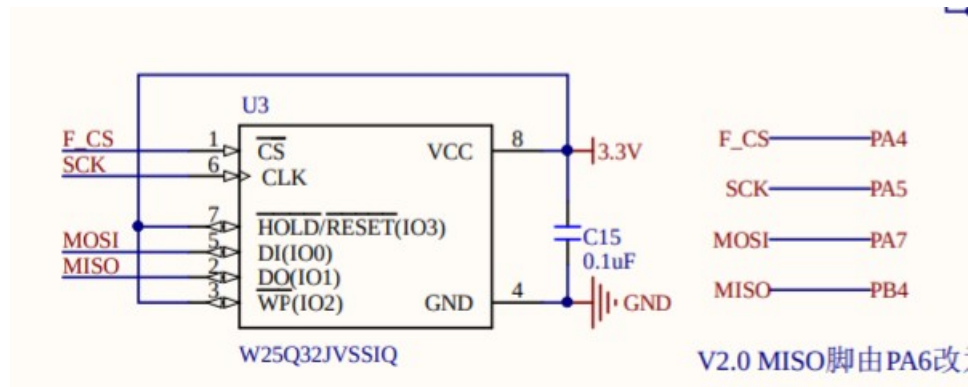 U3
F_CS 1 CS VCC 8 3.3V
SCK 6 CLK
7 HOLD/RESET(IO3)
MOSI 5 DI(IO0)
MISO 2 DO(IO1)
3 WP(IO2) GND 4 GND
C15
0.1uF
W25Q32JVSSIQ
F_CS PA4
SCK PA5
MOSI PA7
MISO PB4
V2.0 MISO脚由PA6改